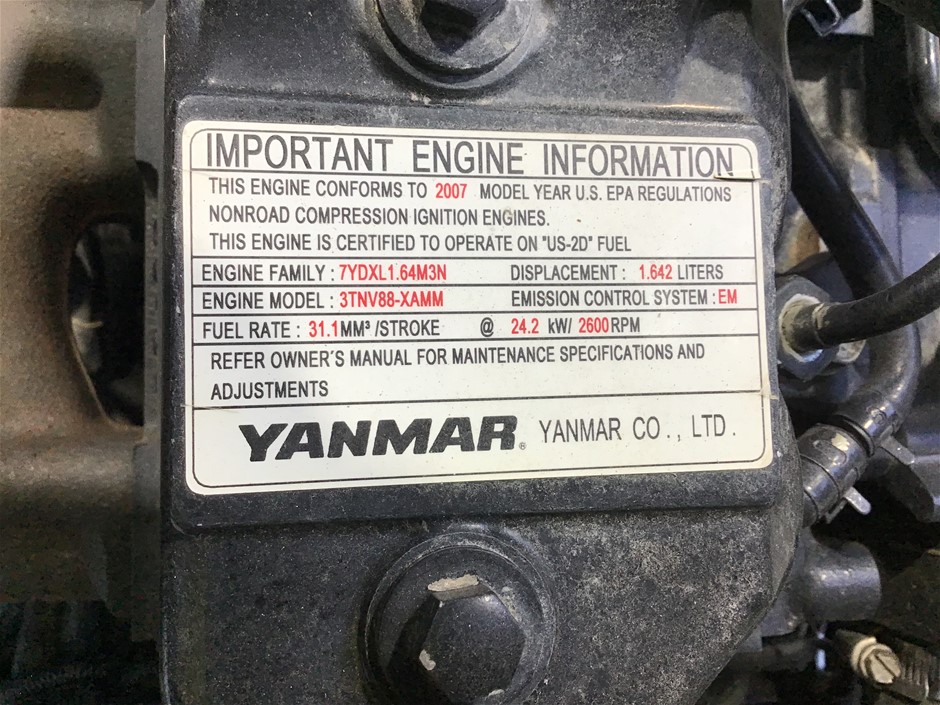 IMPORTANT ENGINE INFORMATION
THIS ENGINE CONFORMS TO 2007 MODEL YEAR U.S. EPA REGULATIONS
NONROAD COMPRESSION IGNITION ENGINES.
THIS ENGINE IS CERTIFIED TO OPERATE ON "US-2D" FUEL
ENGINE FAMILY : 7YDXL1.64M3N DISPLACEMENT : 1.642 LITERS
ENGINE MODEL : 3TNV88-XAMM EMISSION CONTROL SYSTEM : EM
FUEL RATE : 31.1MM³ /STROKE @ 24.2 kW/ 2600RPM
REFER OWNER´S MANUAL FOR MAINTENANCE SPECIFICATIONS AND
ADJUSTMENTS
YANMAR® YANMAR CO., LTD.